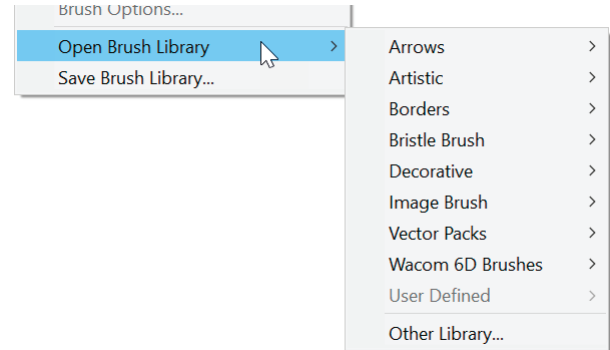 Brush Options...
Open Brush Library
Save Brush Library...
Arrows
Artistic
Borders
Bristle Brush
Decorative
Image Brush
Vector Packs
Wacom 6D Brushes
User Defined
Other Library...